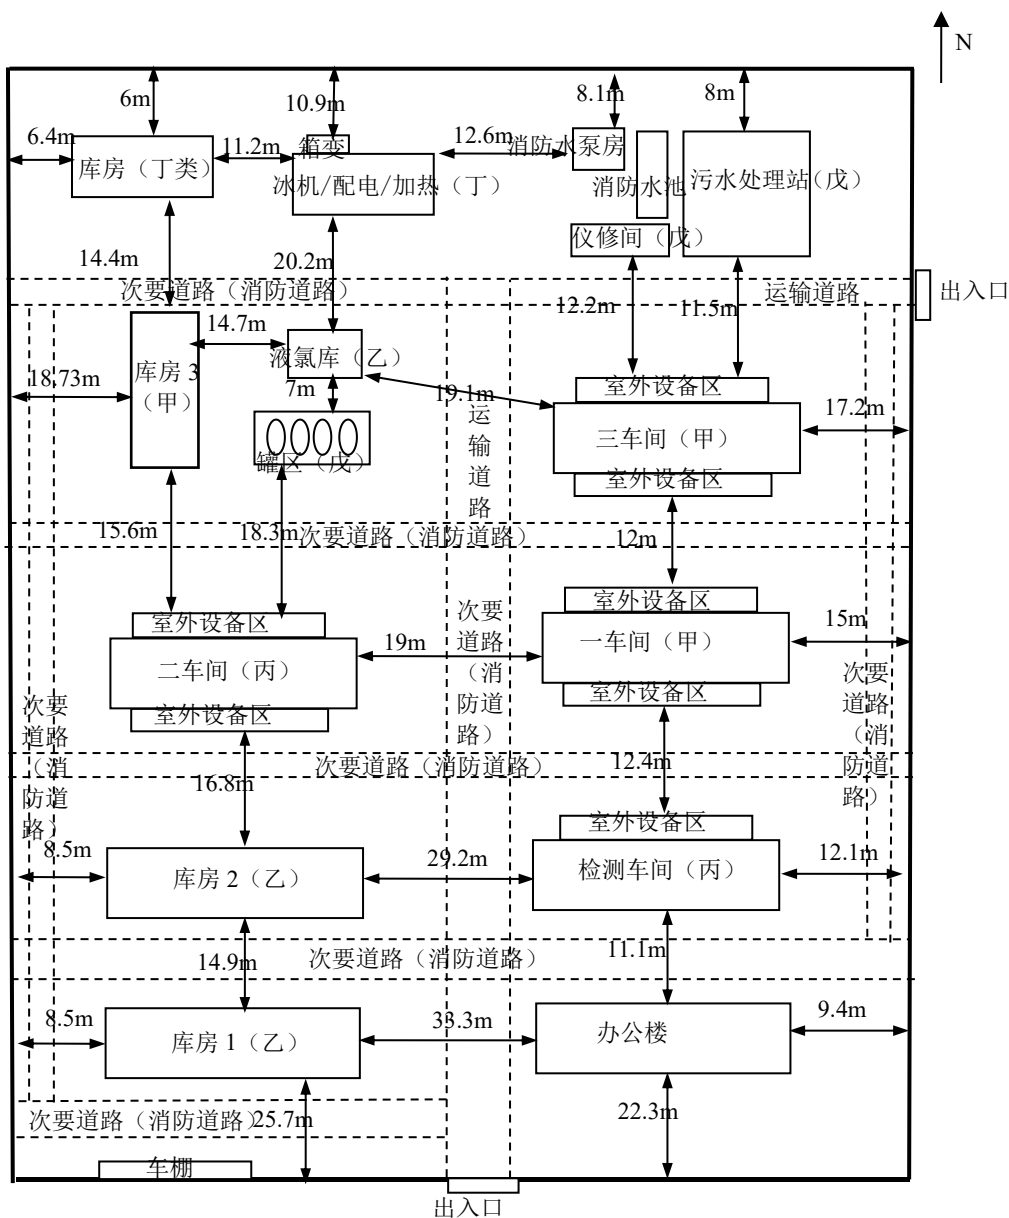 N
6m
10.9m
8.1m
8m
6.4m
11.2m
箱变
12.6m
消防水泵房
库房（丁类）
冰机/配电/加热（丁）
消防水池
污水处理站(戊）
仪修间（戊）
14.4m
20.2m
次要道路（消防道路）
12.2m
11.5m
运输道路
出入口
14.7m
液氯库（乙）
库房 3
（甲）
18.73m
7m
19.1m
室外设备区
17.2m
运
输
道
路
三车间（甲）
罐区（戊）
室外设备区
15.6m
18.3m
次要道路（消防道路）
12m
室外设备区
室外设备区
次要
道路
（消
防道
路）
19m
一车间（甲）
15m
二车间（丙）
室外设备区
室外设备区
次要
道路
（消
防道
路）
次要
道路
（消
防道
路）
次要道路（消防道路）
12.4m
16.8m
室外设备区
8.5m
29.2m
12.1m
库房 2（乙）
检测车间（丙）
14.9m
次要道路（消防道路）
11.1m
8.5m
33.3m
9.4m
库房 1（乙）
办公楼
次要道路（消防道路）
25.7m
22.3m
车棚
出入口